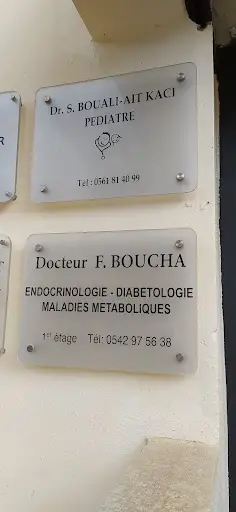 Dr. S. BOUALI-AIT KACI
PEDIATRE
Tél : 0561 81 40 99
Docteur F. BOUCHA
ENDOCRINOLOGIE - DIABETOLOGIE
MALADIES METABOLIQUES
1er étage Tél: 0542 97 56 38